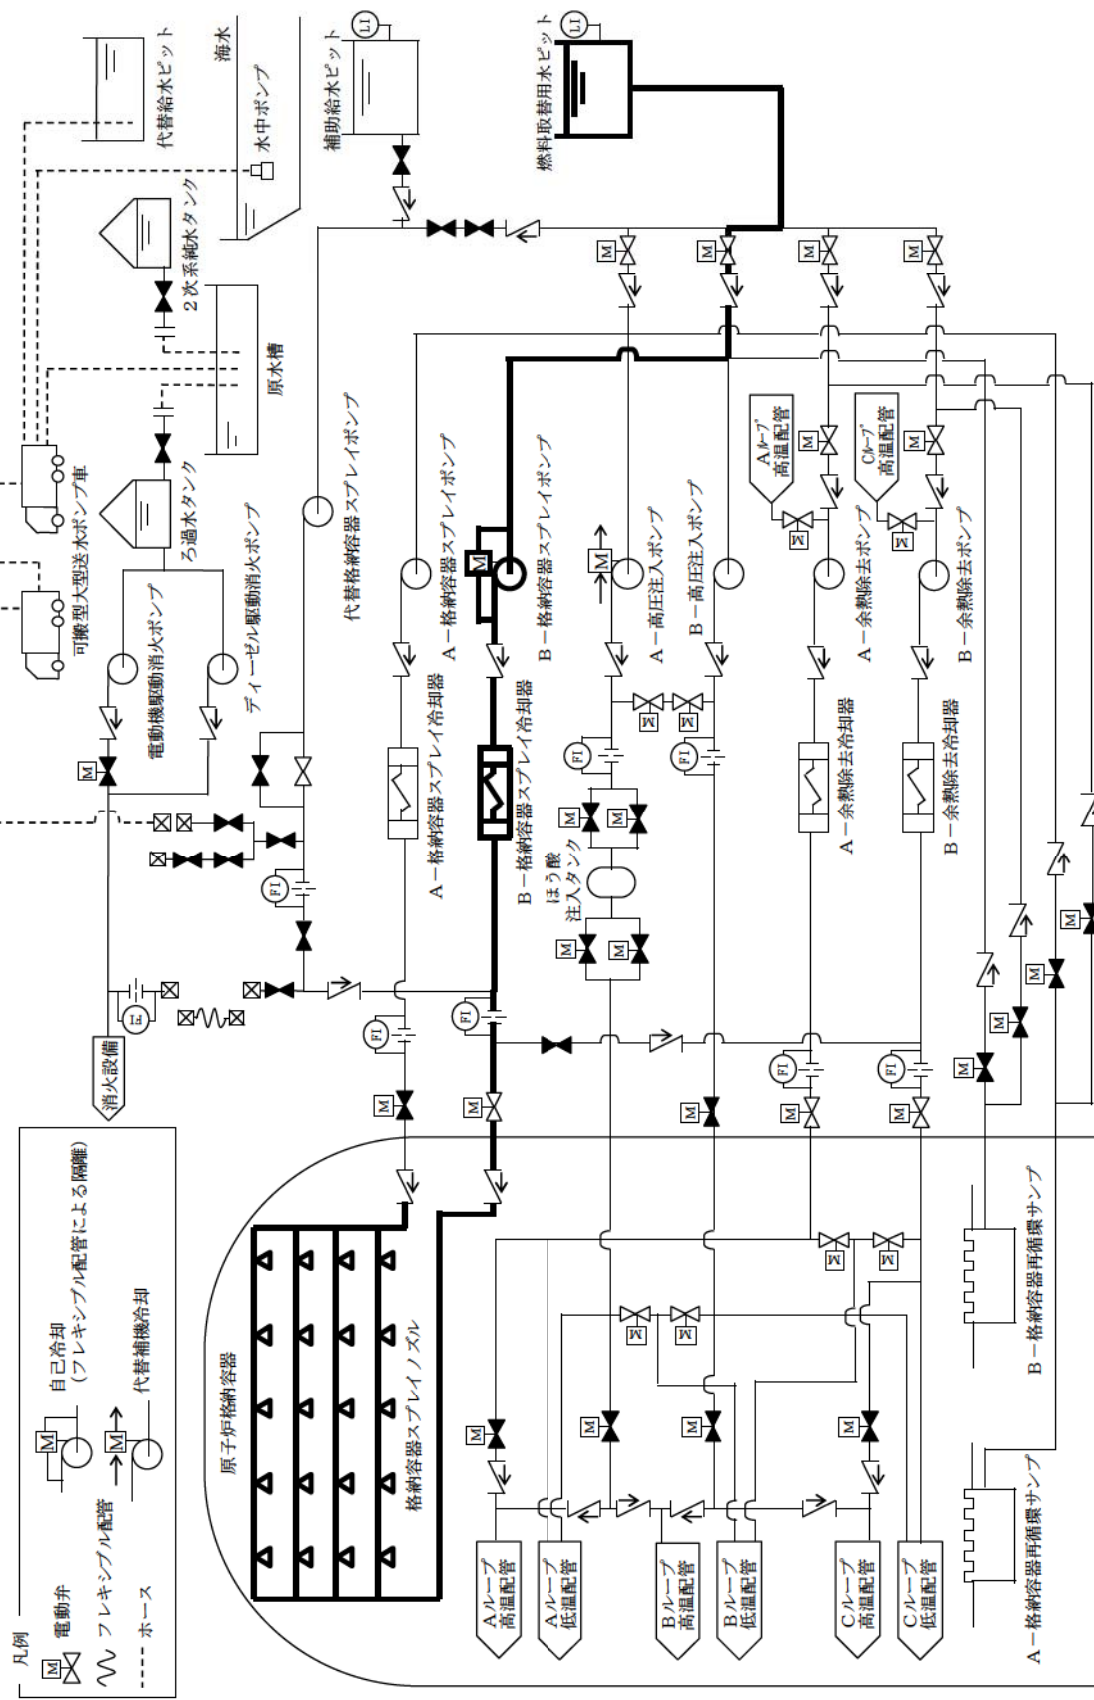 凡例
M
電動弁
フレキシブル配管
ホース
M
自己冷却
(フレキシブル配管による隔離)
M
代替補機冷却
代替給水ピット
海水
水中ポンプ
補助給水ピット
LI
燃料取替用水ピット
LI
2次系純水タンク
原水槽
ろ過水タンク
可搬型大型送水ポンプ車
電動機駆動消火ポンプ
ディーゼル駆動消火ポンプ
M
消火設備
FI
FI
代替格納容器スプレイポンプ
A-格納容器スプレイポンプ
B-格納容器スプレイポンプ
M
A-高圧注入ポンプ
M
B-高圧注入ポンプ
A-余熱除去ポンプ
B-余熱除去ポンプ
Aループ
高温配管
Cループ
高温配管
M
M
M
M
M
M
M
M
A-格納容器スプレイ冷却器
B-格納容器スプレイ冷却器
A-余熱除去冷却器
B-余熱除去冷却器
ほう酸
注入タンク
FI
FI
M
M
M
M
M
M
FI
FI
FI
FI
M
M
M
M
M
M
M
M
M
原子炉格納容器
格納容器スプレイノズル
M
M
M
M
M
M
M
M
Aループ
高温配管
Aループ
低温配管
Bループ
高温配管
Bループ
低温配管
Cループ
高温配管
Cループ
低温配管
B-格納容器再循環サンプ
A-格納容器再循環サンプ